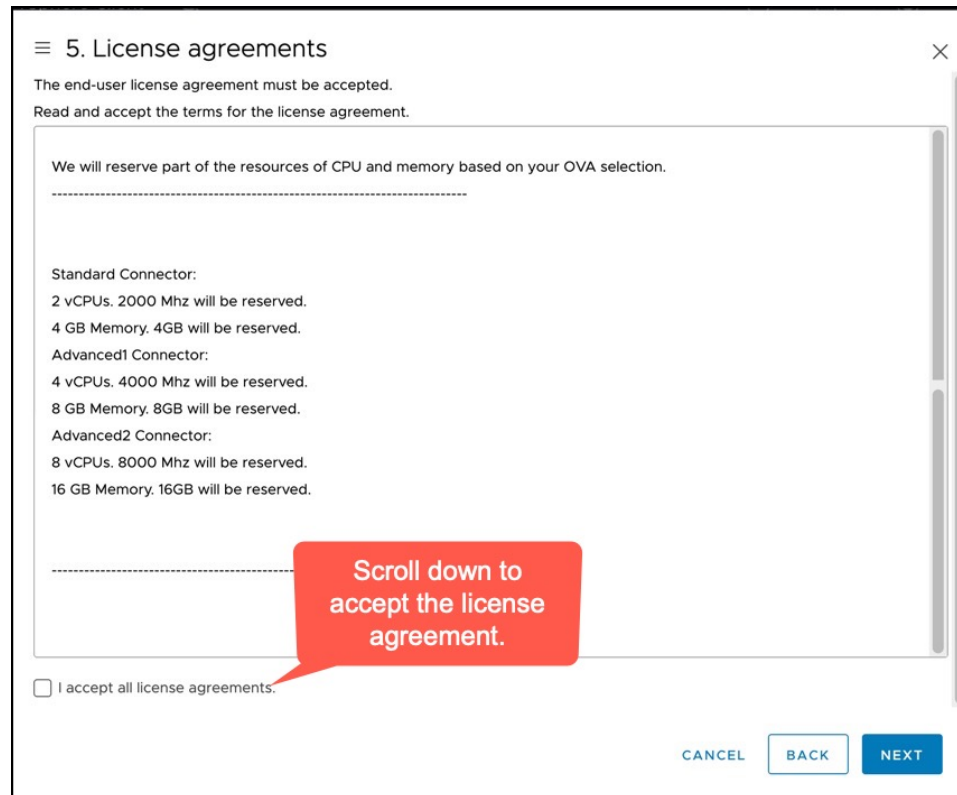 5. License agreements
The end-user license agreement must be accepted.
Read and accept the terms for the license agreement.
We will reserve part of the resources of CPU and memory based on your OVA selection.
------------------------------------------------------------------------------
Standard Connector:
2 vCPUs. 2000 Mhz will be reserved.
4 GB Memory. 4GB will be reserved.
Advanced1 Connector:
4 vCPUs. 4000 Mhz will be reserved.
8 GB Memory. 8GB will be reserved.
Advanced2 Connector:
8 vCPUs. 8000 Mhz will be reserved.
16 GB Memory. 16GB will be reserved.
---------------------------------------------
Scroll down to
accept the license
agreement.
I accept all license agreements.
CANCEL BACK NEXT